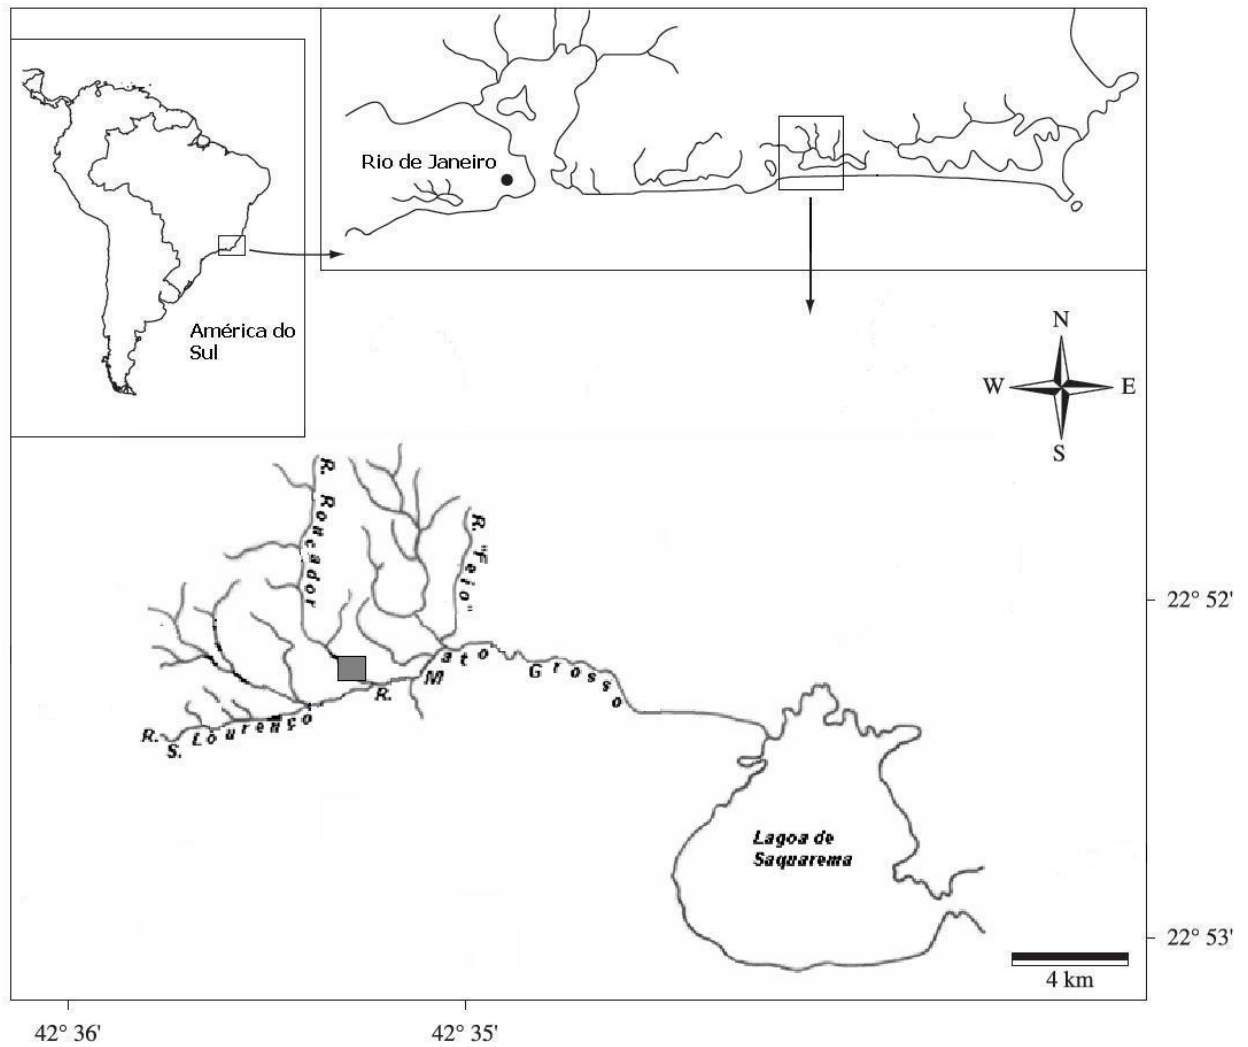 Rio de Janeiro
América do
Sul
N
W
E
S
R. Roncador
R. "Feio"
22° 52'
R. Mato Grosso
R. S. Lourenço
Lagoa de
Saquarema
22° 53'
4 km
42° 36'
42° 35'